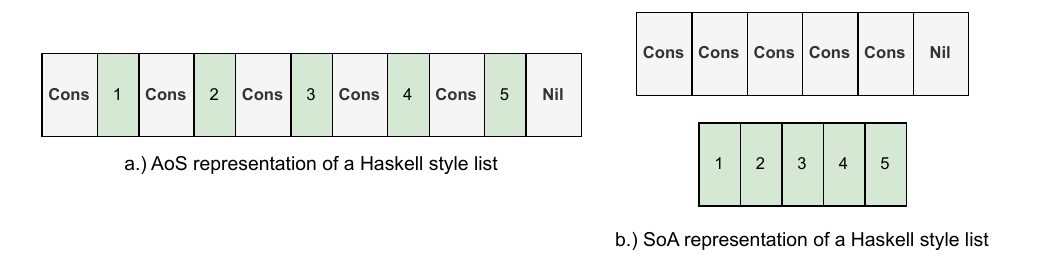 Cons 1 Cons 2 Cons 3 Cons 4 Cons 5 Nil
a.) AoS representation of a Haskell style list
Cons Cons Cons Cons Cons Nil
1 2 3 4 5
b.) SoA representation of a Haskell style list